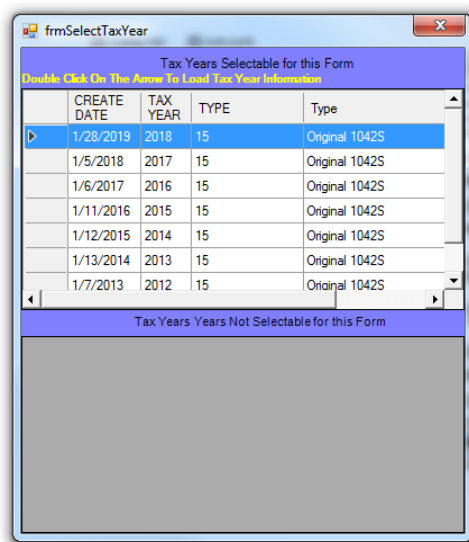 frmSelectTaxYear
Tax Years Selectable for this Form
Double Click On The Arrow To Load Tax Year Information
CREATE DATE TAX YEAR TYPE Type
1/28/2019 2018 15 Original 1042S
1/5/2018 2017 15 Original 1042S
1/6/2017 2016 15 Original 1042S
1/11/2016 2015 15 Original 1042S
1/12/2015 2014 15 Original 1042S
1/13/2014 2013 15 Original 1042S
1/7/2013 2012 15 Original 1042S
Tax Years Years Not Selectable for this Form